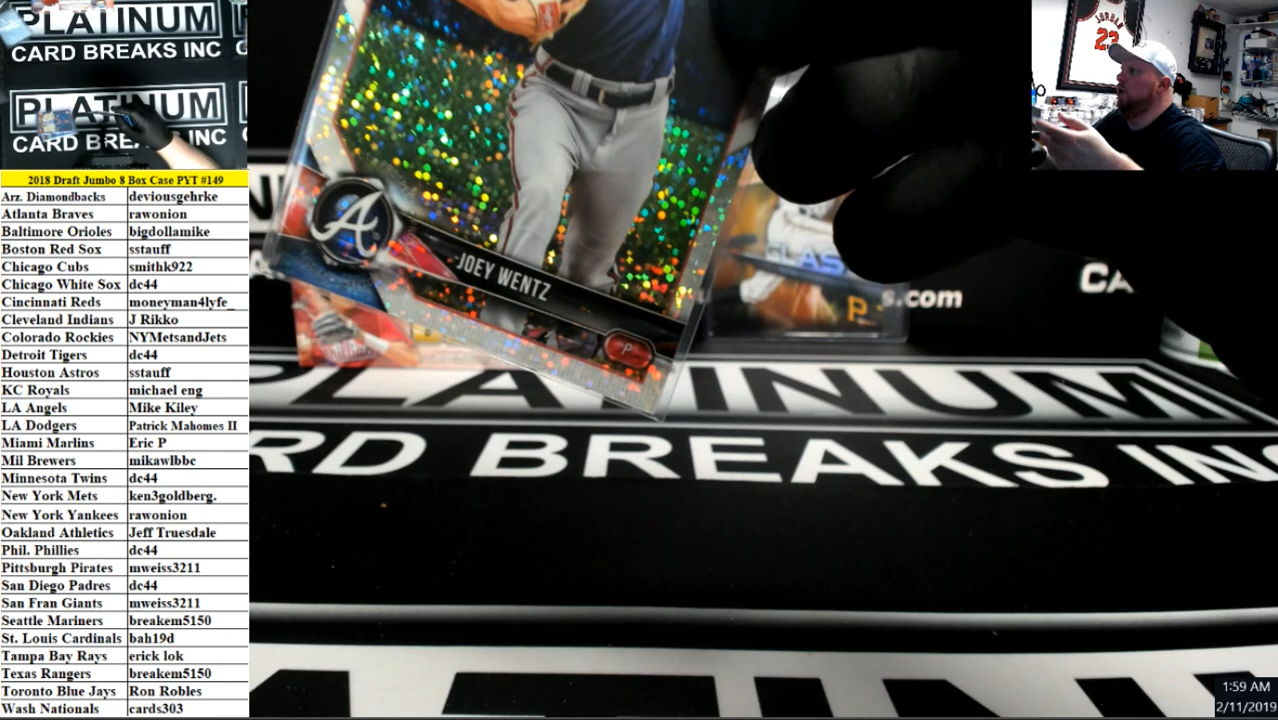 PLATINUM
CARD BREAKS INC
PLATINUM
CARD BREA INC
2018 Draft Jumbo 8 Box Case PYT #149
Arz. Diamondbacks deviousgehrke
Atlanta Braves rawonion
Baltimore Orioles bigdollamike
Boston Red Sox sstauff
Chicago Cubs smithk922
Chicago White Sox dc44
Cincinnati Reds moneyman4lyfe_
Cleveland Indians J Rikko
Colorado Rockies NYMetsandJets
Detroit Tigers dc44
Houston Astros sstauff
KC Royals michael eng
LA Angels Mike Kiley
LA Dodgers Patrick Mahomes II
Miami Marlins Eric P
Mil Brewers mikawlbbc
Minnesota Twins dc44
New York Mets ken3goldberg.
New York Yankees rawonion
Oakland Athletics Jeff Truesdale
Phil. Phillies dc44
Pittsburgh Pirates mweiss3211
San Diego Padres dc44
San Fran Giants mweiss3211
Seattle Mariners breakem5150
St. Louis Cardinals bah19d
Tampa Bay Rays erick lok
Texas Rangers breakem5150
Toronto Blue Jays Ron Robles
Wash Nationals cards303
A
JOEY WENTZ
P
P
s.com
CA
PLATINUM
RD BREAKS INC
ATIN
JORDAN
23
1:59 AM
2/11/2019